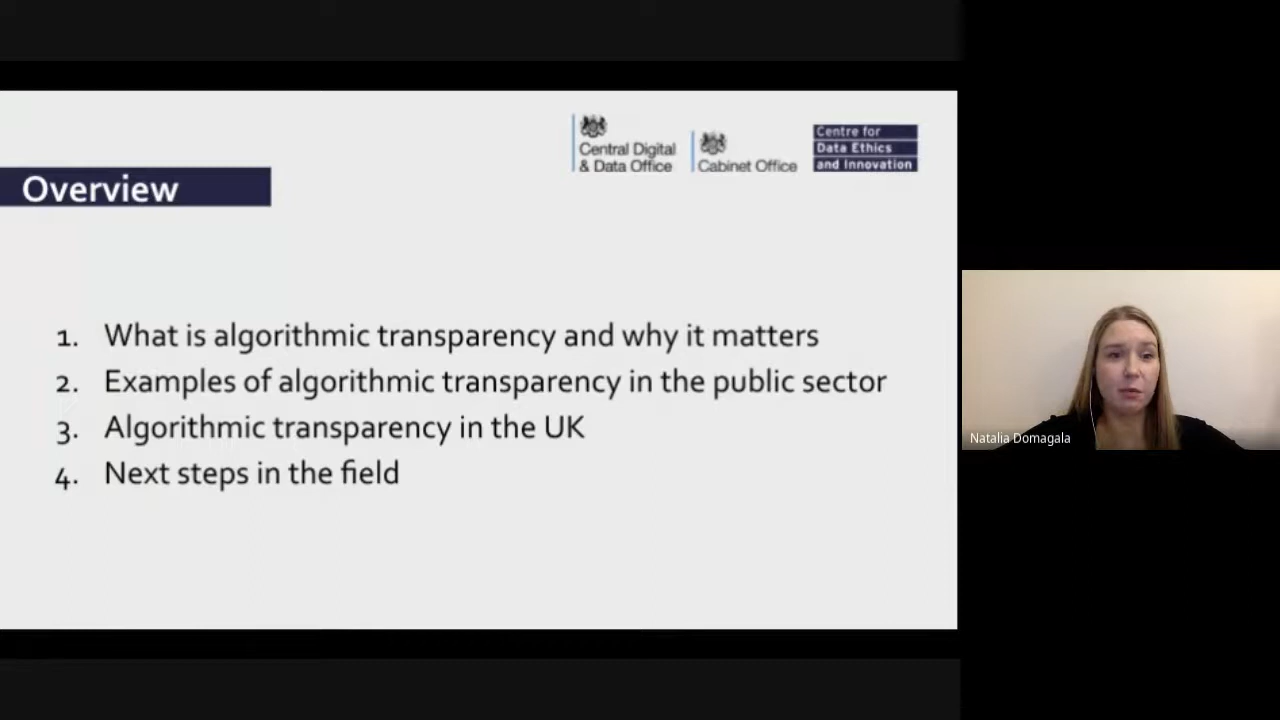 Central Digital
& Data Office
Cabinet Office
Centre for
Data Ethics
and Innovation
Overview
1. What is algorithmic transparency and why it matters
2. Examples of algorithmic transparency in the public sector
3. Algorithmic transparency in the UK
4. Next steps in the field
Natalia Domagala